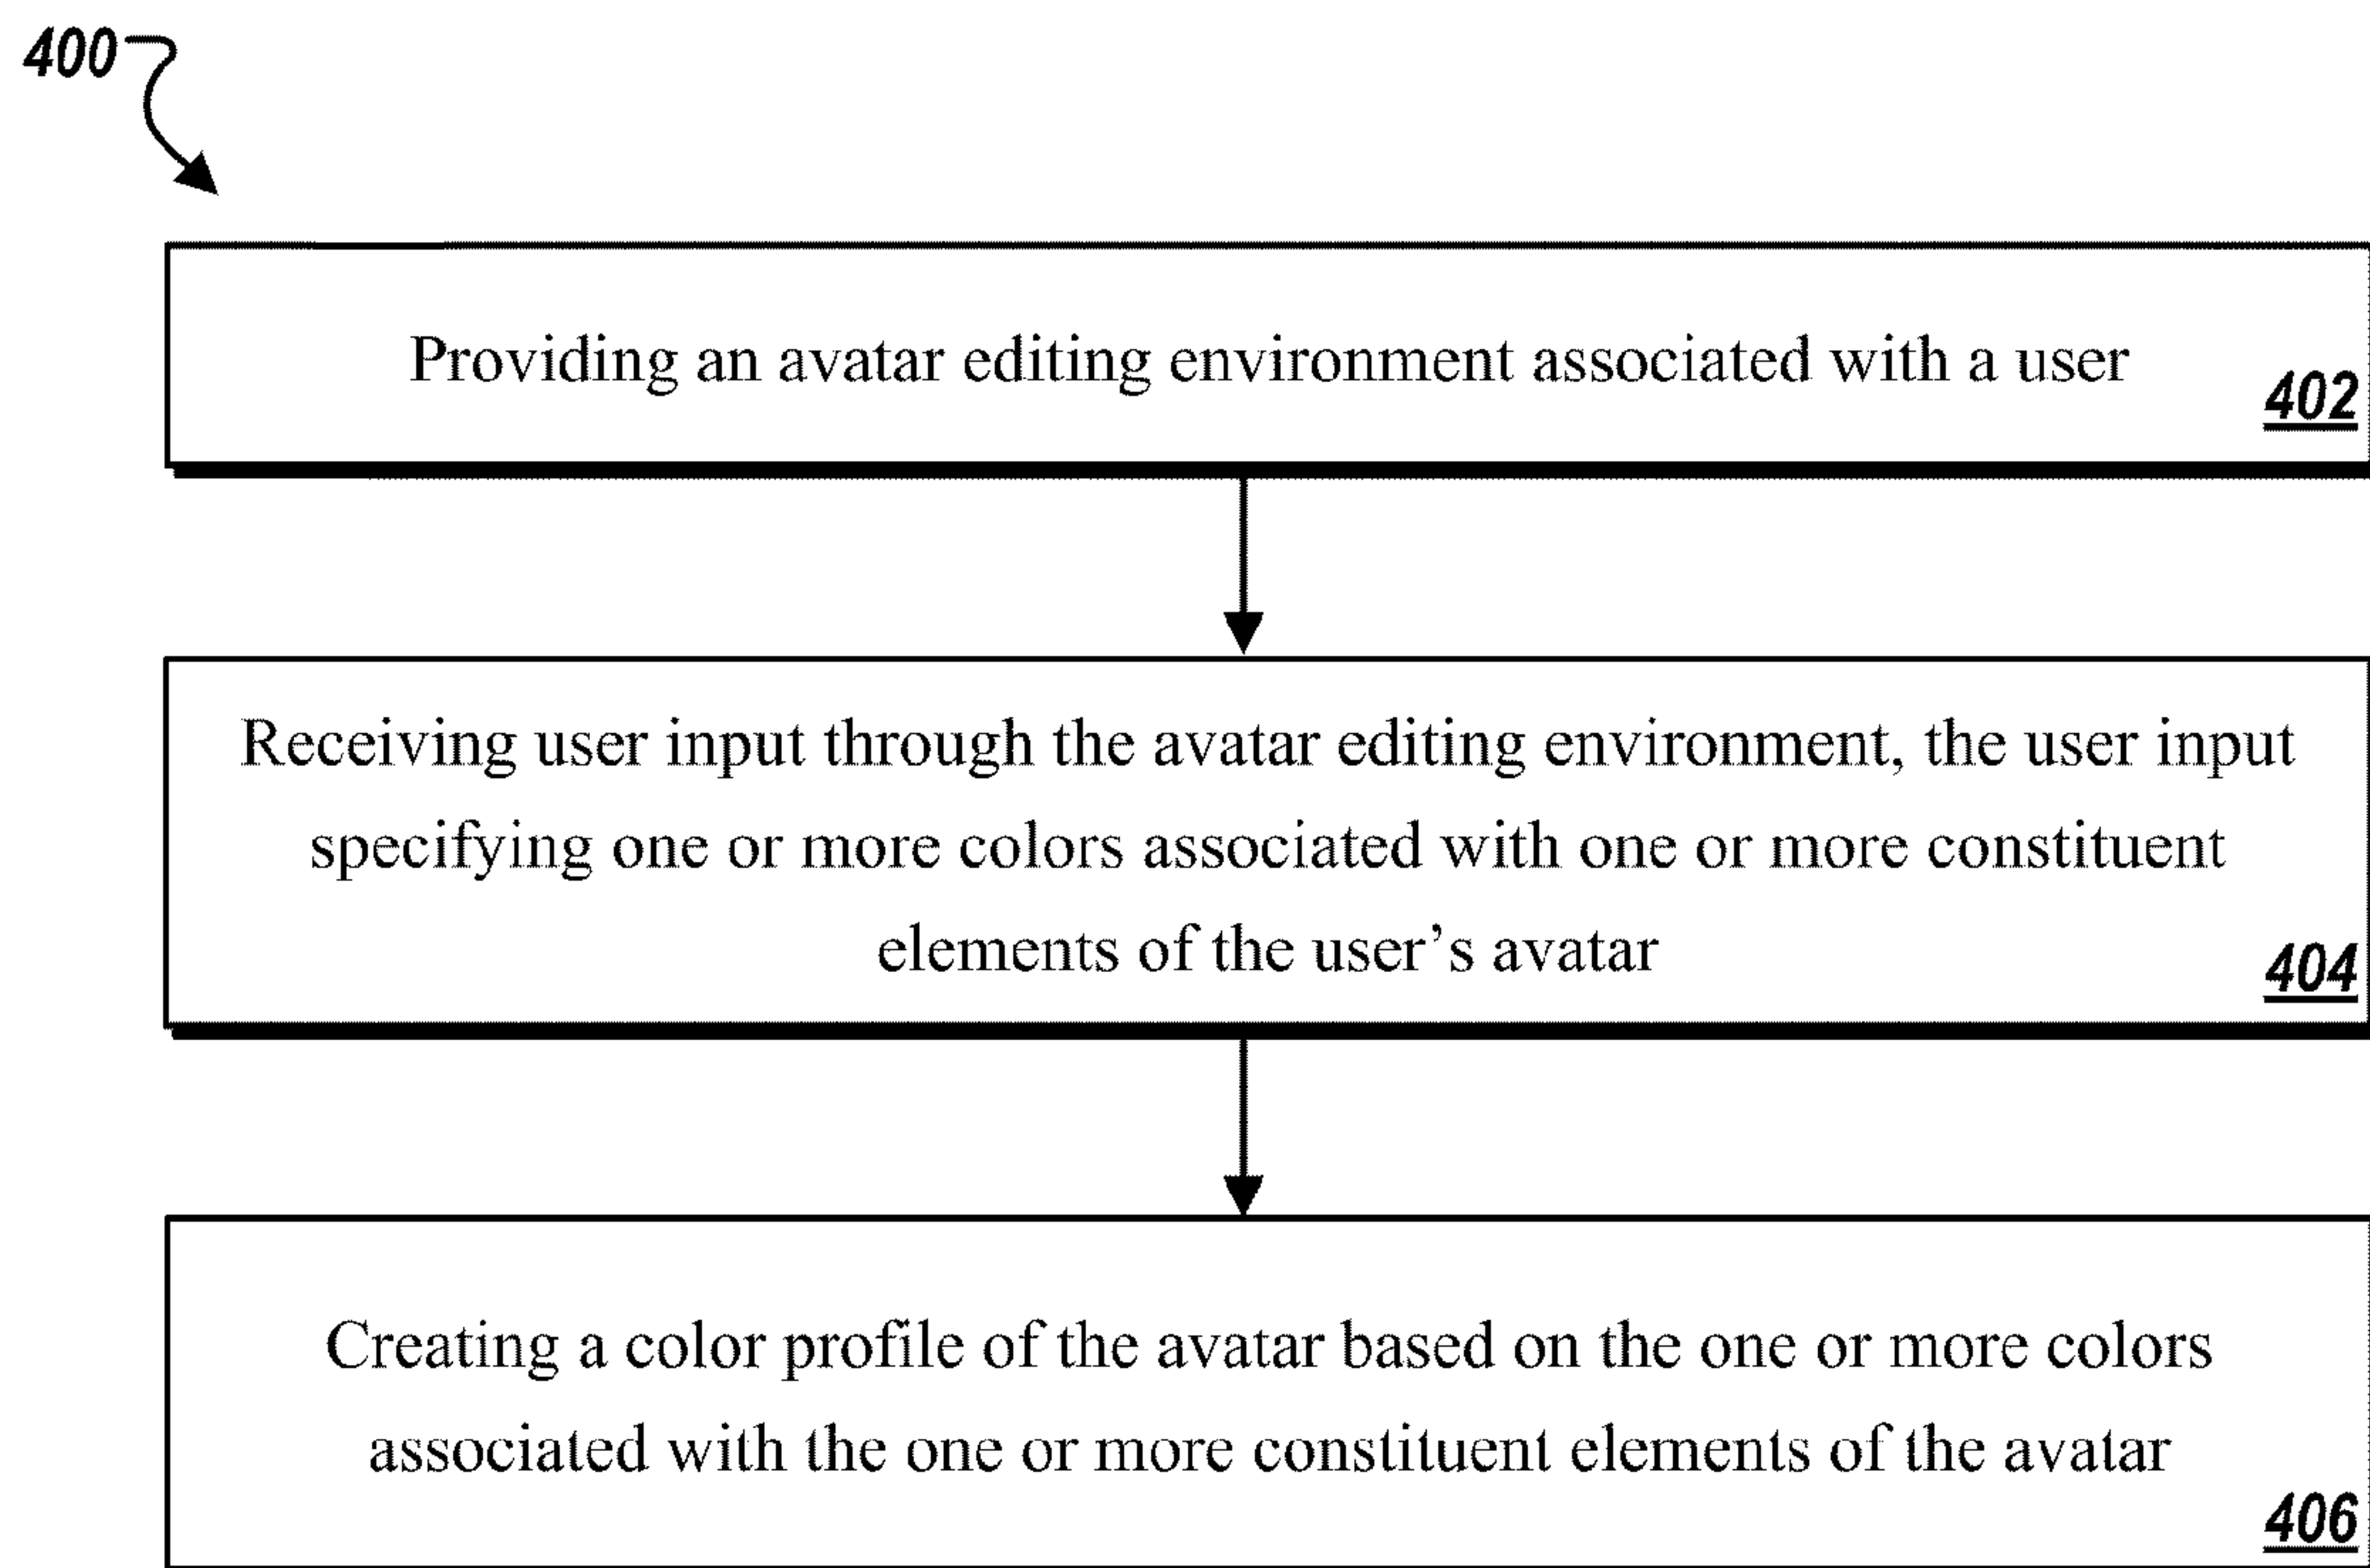 400
Providing an avatar editing environment associated with a user
402
Receiving user input through the avatar editing environment, the user input
specifying one or more colors associated with one or more constituent
elements of the user’s avatar
404
Creating a color profile of the avatar based on the one or more colors
associated with the one or more constituent elements of the avatar
406